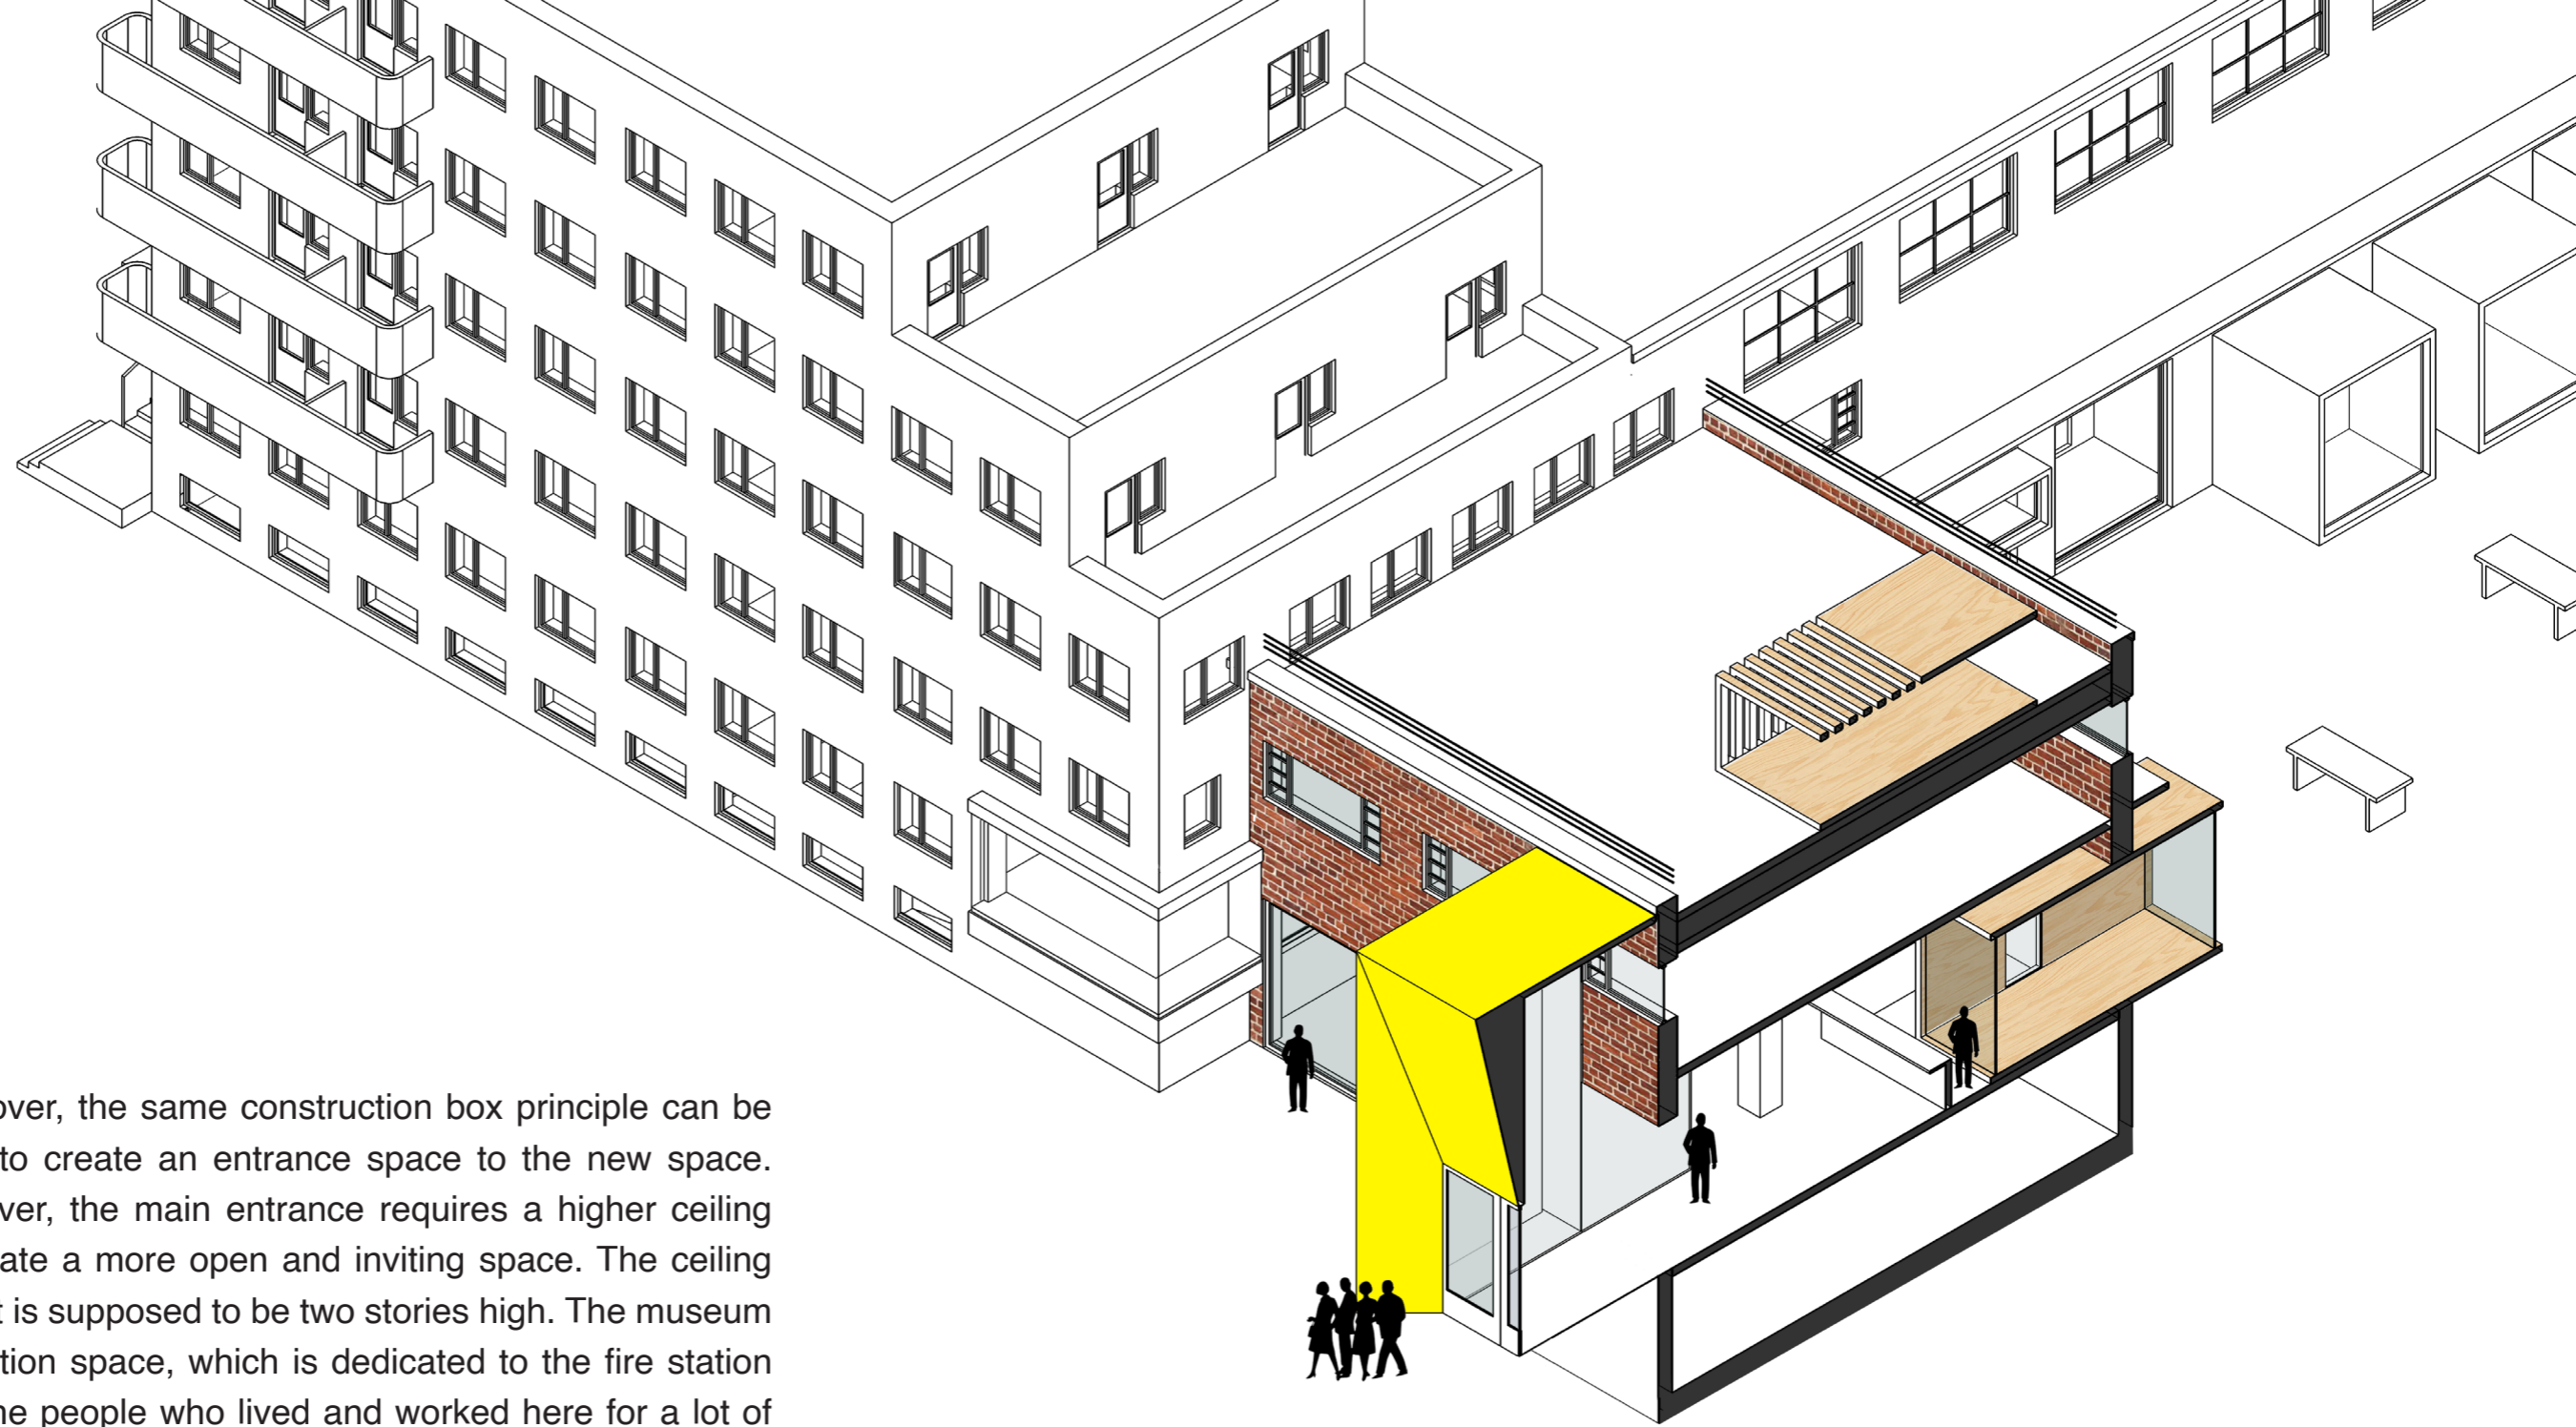 over, the same construction box principle can be
to create an entrance space to the new space.
ver, the main entrance requires a higher ceiling
ate a more open and inviting space. The ceiling
t is supposed to be two stories high. The museum
tion space, which is dedicated to the fire station
he people who lived and worked here for a lot of